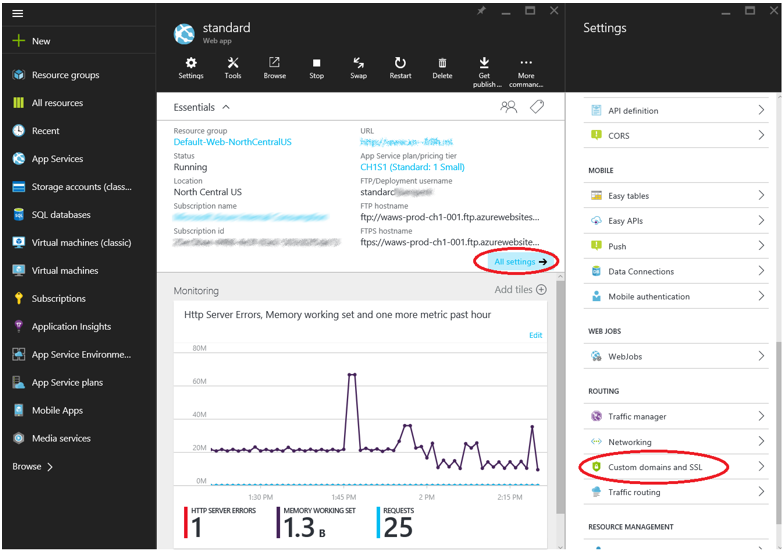 standard
Web app
Settings
New
Settings Tools Browse Stop Swap Restart Delete Get publish ... More commanc...
Resource groups
All resources
Recent
App Services
Storage accounts (class...
SQL databases
Virtual machines (classic)
Virtual machines
Subscriptions
Application Insights
App Service Environme...
App Service plans
Mobile Apps
Media services
Browse
Essentials
Resource group
Default-Web-NorthCentralUS
Status
Running
Location
North Central US
Subscription name
Subscription id
URL
App Service plan/pricing tier
CH1S1 (Standard: 1 Small)
FTP/Deployment username
standard
FTP hostname
ftp://waws-prod-ch1-001.ftp.azurewebsites...
FTPS hostname
ftps://waws-prod-ch1-001.ftp.azurewebsite...
All settings
Monitoring
Add tiles
Http Server Errors, Memory working set and one more metric past hour
Edit
80M
60M
40M
20M
0M
1:30 PM 1:45 PM 2 PM 2:15 PM
HTTP SERVER ERRORS
1
MEMORY WORKING SET
1.3 B
REQUESTS
25
API definition
CORS
MOBILE
Easy tables
Easy APIs
Push
Data Connections
Mobile authentication
WEB JOBS
WebJobs
ROUTING
Traffic manager
Networking
Custom domains and SSL
Traffic routing
RESOURCE MANAGEMENT